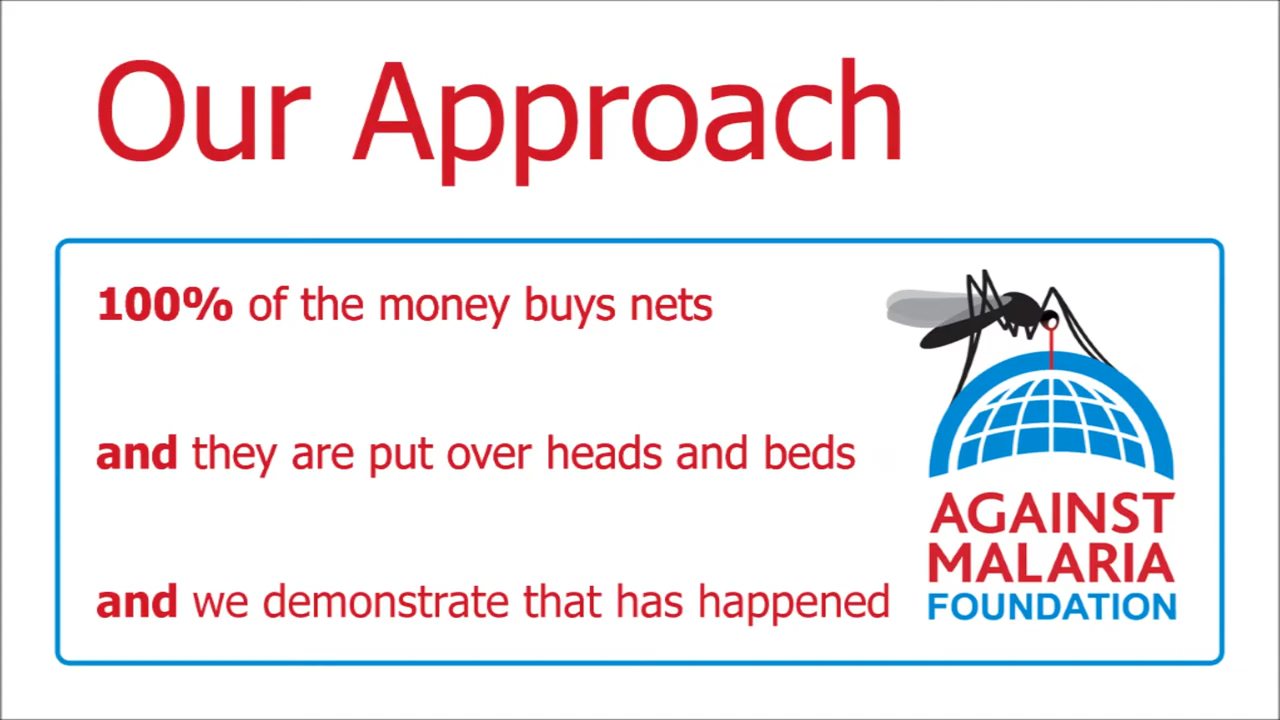 Our Approach
100% of the money buys nets
and they are put over heads and beds
and we demonstrate that has happened
AGAINST
MALARIA
FOUNDATION